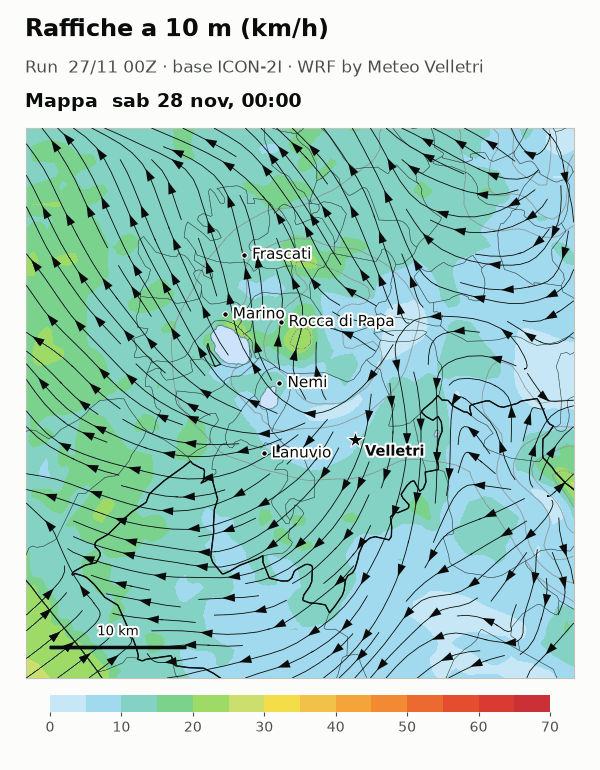 Raffiche a 10 m (km/h)
Run  27/11 00Z · base ICON-2I · WRF by Meteo Velletri
Mappa  sab 28 nov, 00:00
Frascati
Marino
Rocca di Papa
Nemi
Velletri
Lanuvio
10 km
0 10 20 30 40 50 60 70